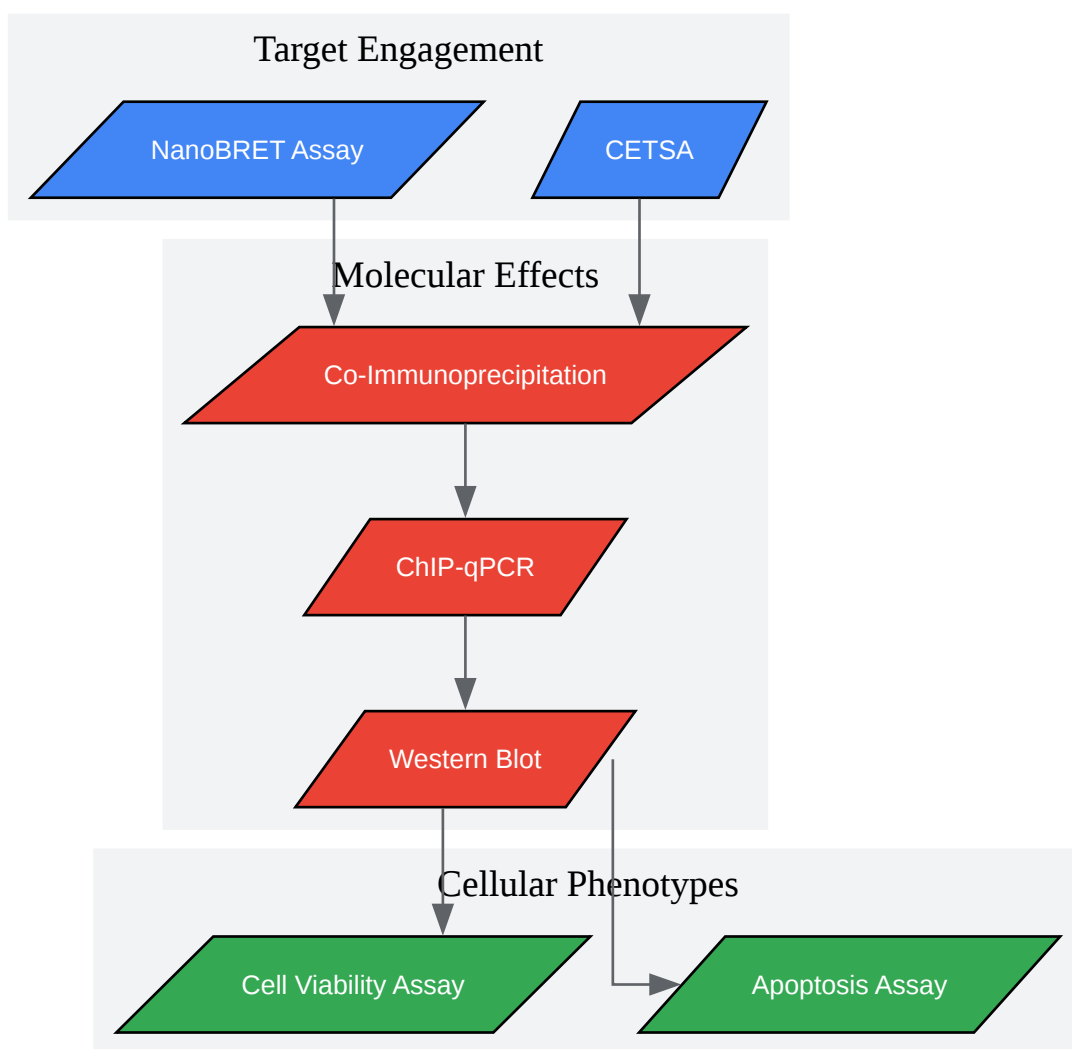 Target Engagement
NanoBRET Assay
CETSA
Molecular Effects
Co-Immunoprecipitation
ChIP-qPCR
Western Blot
Cellular Phenotypes
Cell Viability Assay
Apoptosis Assay